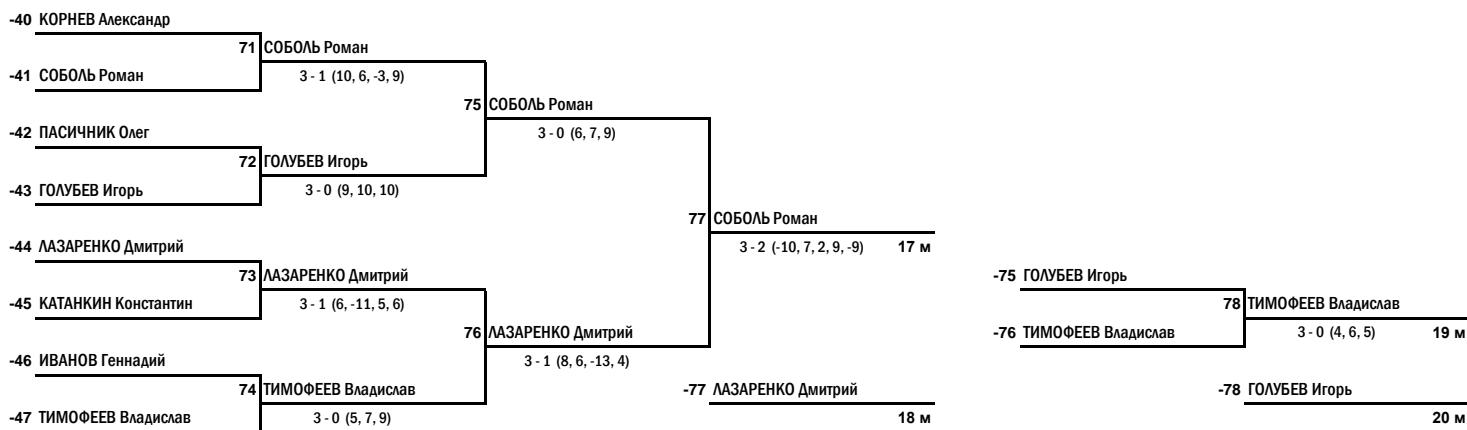 -40 КОРНЕВ Александр
71 СОБОЛЬ Роман
-41 СОБОЛЬ Роман
3 - 1 (10, 6, -3, 9)
75 СОБОЛЬ Роман
-42 ПАСИЧНИК Олег
3 - 0 (6, 7, 9)
72 ГОЛУБЕВ Игорь
-43 ГОЛУБЕВ Игорь
3 - 0 (9, 10, 10)
77 СОБОЛЬ Роман
-44 ЛАЗАРЕНКО Дмитрий
3 - 2 (-10, 7, 2, 9, -9) 17 м
73 ЛАЗАРЕНКО Дмитрий
-75 ГОЛУБЕВ Игорь
-45 КАТАНКИН Константин
3 - 1 (6, -11, 5, 6)
78 ТИМОФЕЕВ Владислав
76 ЛАЗАРЕНКО Дмитрий
-76 ТИМОФЕЕВ Владислав
3 - 0 (4, 6, 5) 19 м
-46 ИВАНОВ Геннадий
3 - 1 (8, 6, -13, 4)
74 ТИМОФЕЕВ Владислав
-77 ЛАЗАРЕНКО Дмитрий
-78 ГОЛУБЕВ Игорь
-47 ТИМОФЕЕВ Владислав
3 - 0 (5, 7, 9)
18 м
20 м